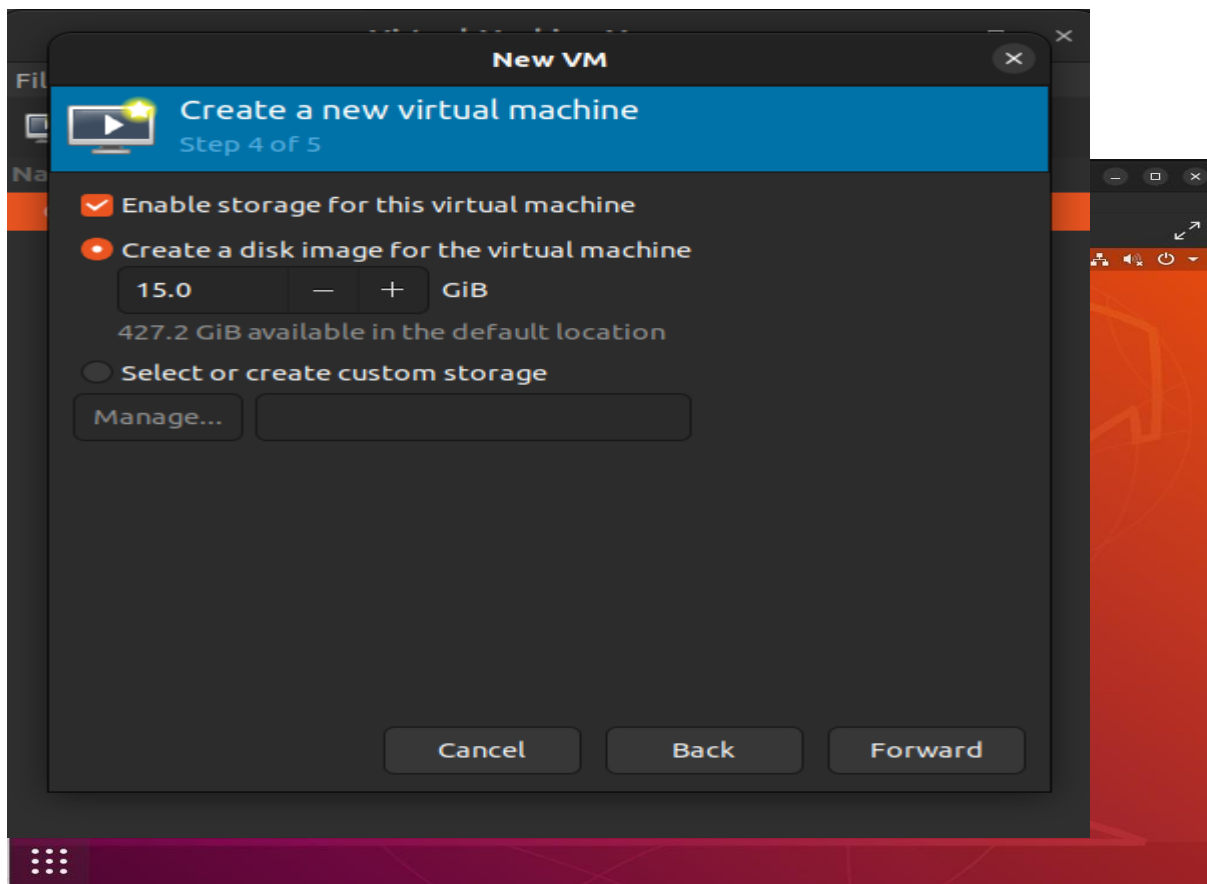 New VM
Fil
Create a new virtual machine
Step 4 of 5
Na
Enable storage for this virtual machine
Create a disk image for the virtual machine
15.0 — + GiB
427.2 GiB available in the default location
Select or create custom storage
Manage...
Cancel Back Forward